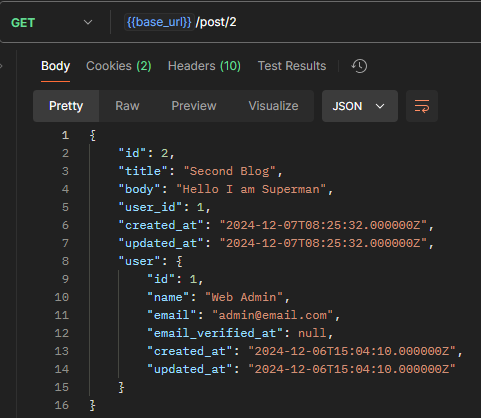 GET {{base_url}}/post/2
Body Cookies (2) Headers (10) Test Results
Pretty Raw Preview Visualize JSON
1 {
2 "id": 2,
3 "title": "Second Blog",
4 "body": "Hello I am Superman",
5 "user_id": 1,
6 "created_at": "2024-12-07T08:25:32.000000Z",
7 "updated_at": "2024-12-07T08:25:32.000000Z",
8 "user": {
9 "id": 1,
10 "name": "Web Admin",
11 "email": "admin@email.com",
12 "email_verified_at": null,
13 "created_at": "2024-12-06T15:04:10.000000Z",
14 "updated_at": "2024-12-06T15:04:10.000000Z"
15 }
16 }